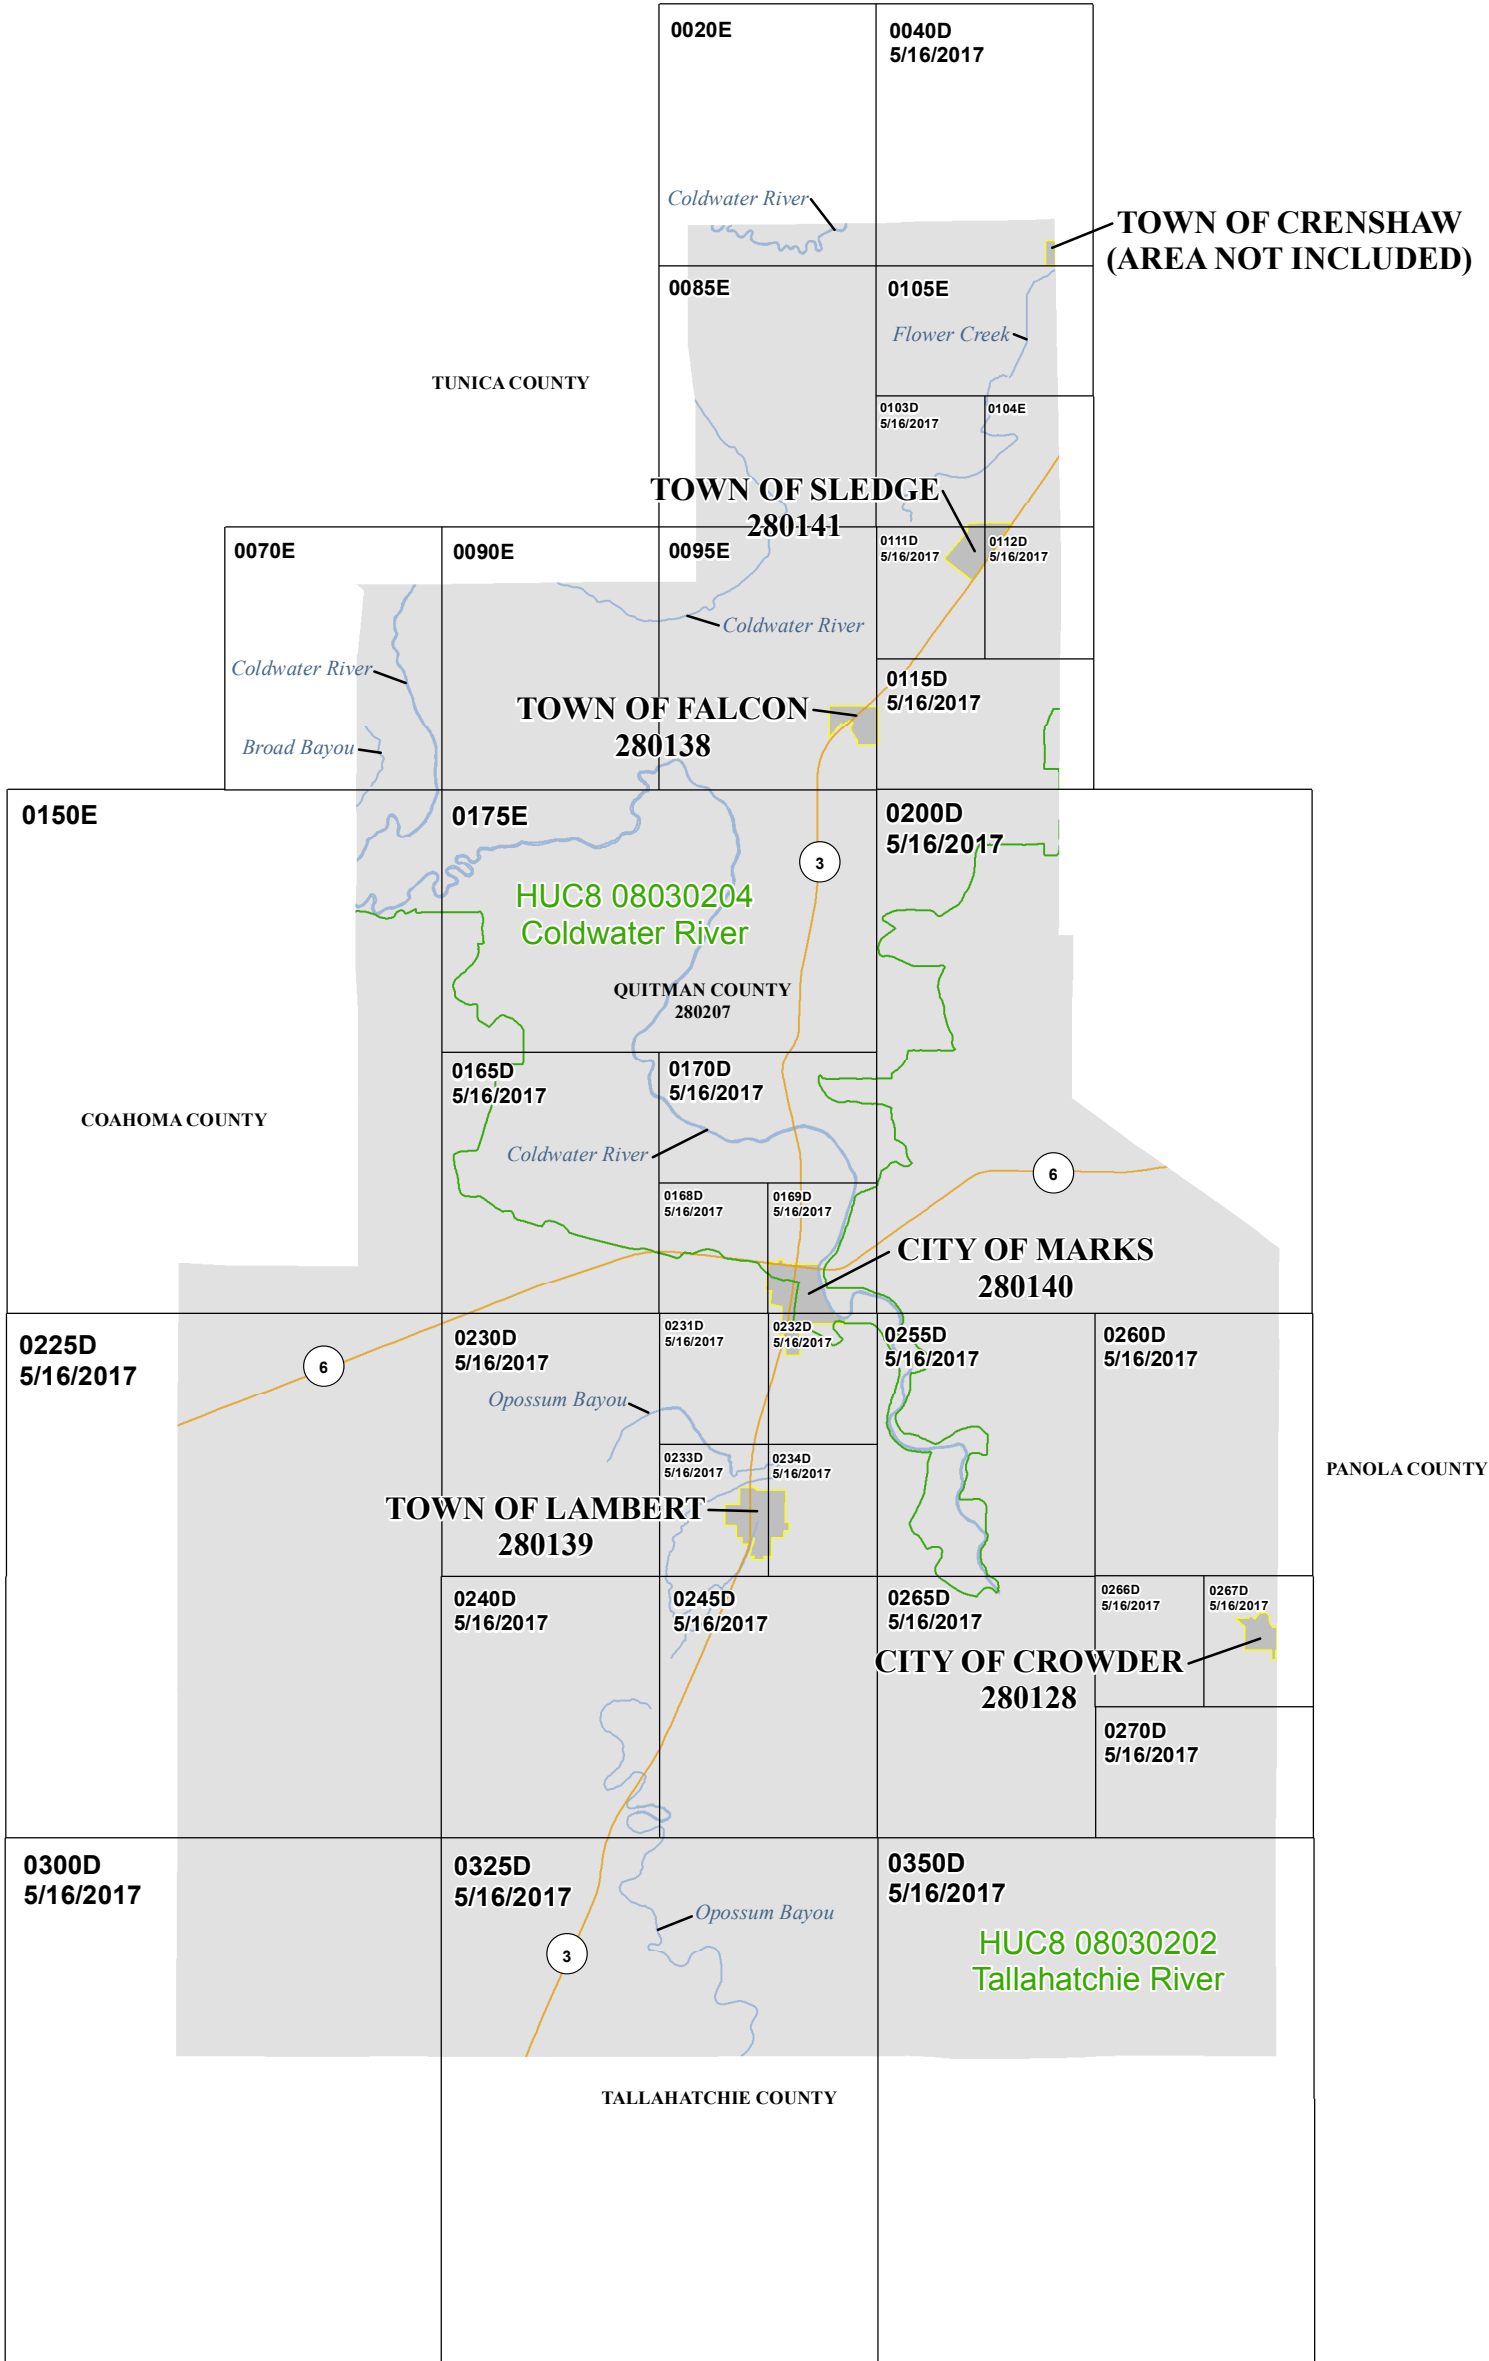 0020E
0040D
5/16/2017
Coldwater River
TOWN OF CRENSHAW
(AREA NOT INCLUDED)
0085E
0105E
Flower Creek
TUNICA COUNTY
0103D
5/16/2017
0104E
TOWN OF SLEDGE
280141
0070E
0090E
0095E
0111D
5/16/2017
0112D
5/16/2017
Coldwater River
Coldwater River
0115D
5/16/2017
TOWN OF FALCON
280138
Broad Bayou
0150E
0175E
0200D
5/16/2017
3
HUC8 08030204
Coldwater River
QUITMAN COUNTY
280207
0165D
5/16/2017
0170D
5/16/2017
COAHOMA COUNTY
Coldwater River
6
0168D
5/16/2017
0169D
5/16/2017
CITY OF MARKS
280140
0225D
5/16/2017
6
0230D
5/16/2017
0231D
5/16/2017
0232D
5/16/2017
0255D
5/16/2017
0260D
5/16/2017
Opossum Bayou
0233D
5/16/2017
0234D
5/16/2017
PANOLA COUNTY
TOWN OF LAMBERT
280139
0240D
5/16/2017
0245D
5/16/2017
0265D
5/16/2017
0266D
5/16/2017
0267D
5/16/2017
CITY OF CROWDER
280128
0270D
5/16/2017
0300D
5/16/2017
0325D
5/16/2017
0350D
5/16/2017
Opossum Bayou
3
HUC8 08030202
Tallahatchie River
TALLAHATCHIE COUNTY